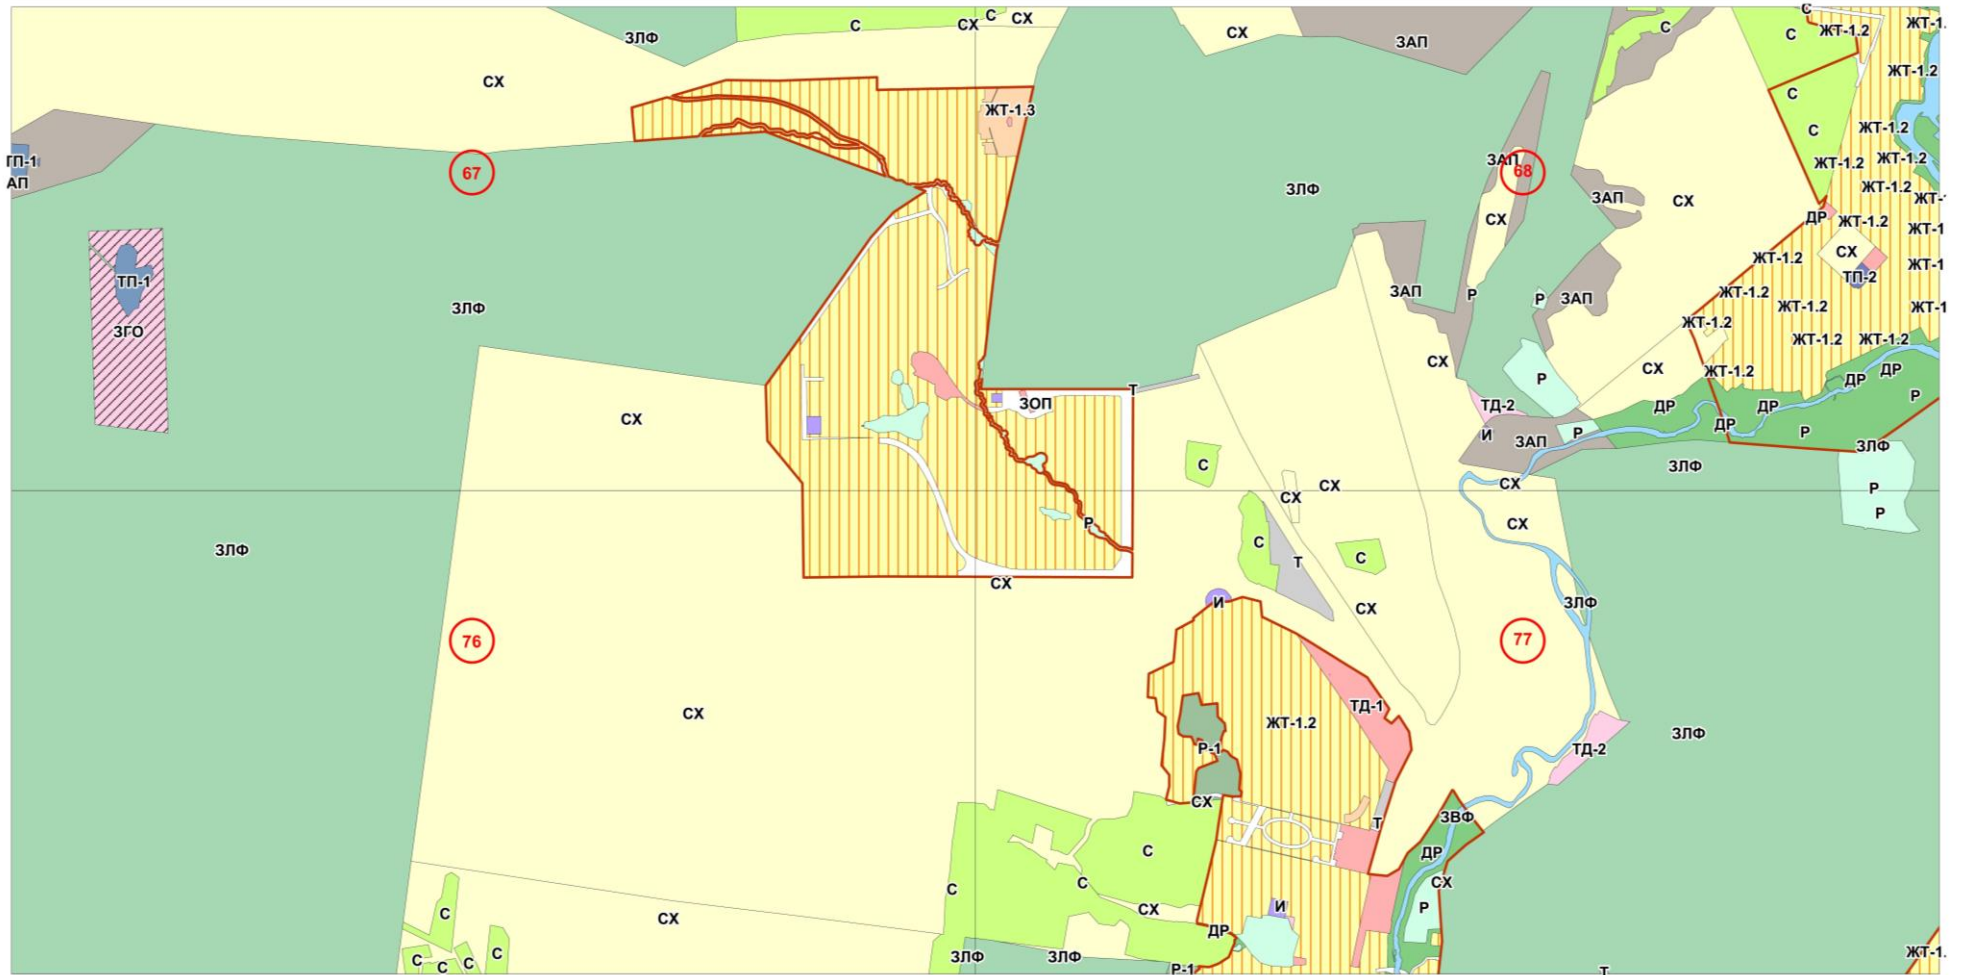 С
СХ
С
СХ
С
ЗЛФ
СХ
ЗАП
С
С
ЖТ-1.2
ЖТ-1.
СХ
ЖТ-1.2
С
ЖТ-1.3
С
ЖТ-1.2
ТП-1
АП
67
ЗАП
68
ЖТ-1.2
ЖТ-1.2
ЗЛФ
ЗАП
СХ
ЖТ-1.2
ЖТ-
СХ
ДР
ЖТ-1.2
ЖТ-1
ТП-1
СХ
ЖТ-1.2
ЖТ-1
ТП-2
ЗЛФ
ЗАП
Р
Р
ЗАП
ЖТ-1.2
ЖТ-1.2
ЖТ-1
ЗГО
ЖТ-1.2
ЖТ-1.2
ЖТ-1.2
СХ
СХ
ЖТ-1.2
Р
Т
ДР
ДР
Р
СХ
ЗОП
ТД-2
ДР
ДР
ДР
И
ЗАП
Р
Р
ЗЛФ
С
ЗЛФ
СХ
СХ
СХ
Р
Р
Р
СХ
ЗЛФ
С
Т
С
СХ
И
СХ
ЗЛФ
76
77
СХ
ТД-1
ЖТ-1.2
Р-1
ЗЛФ
ТД-2
СХ
ЗВФ
Т
С
ДР
С
С
СХ
С
СХ
СХ
И
Р
ДР
С
С
С
С
ЗЛФ
ЗЛФ
ЖТ-1.
Р-1
Т